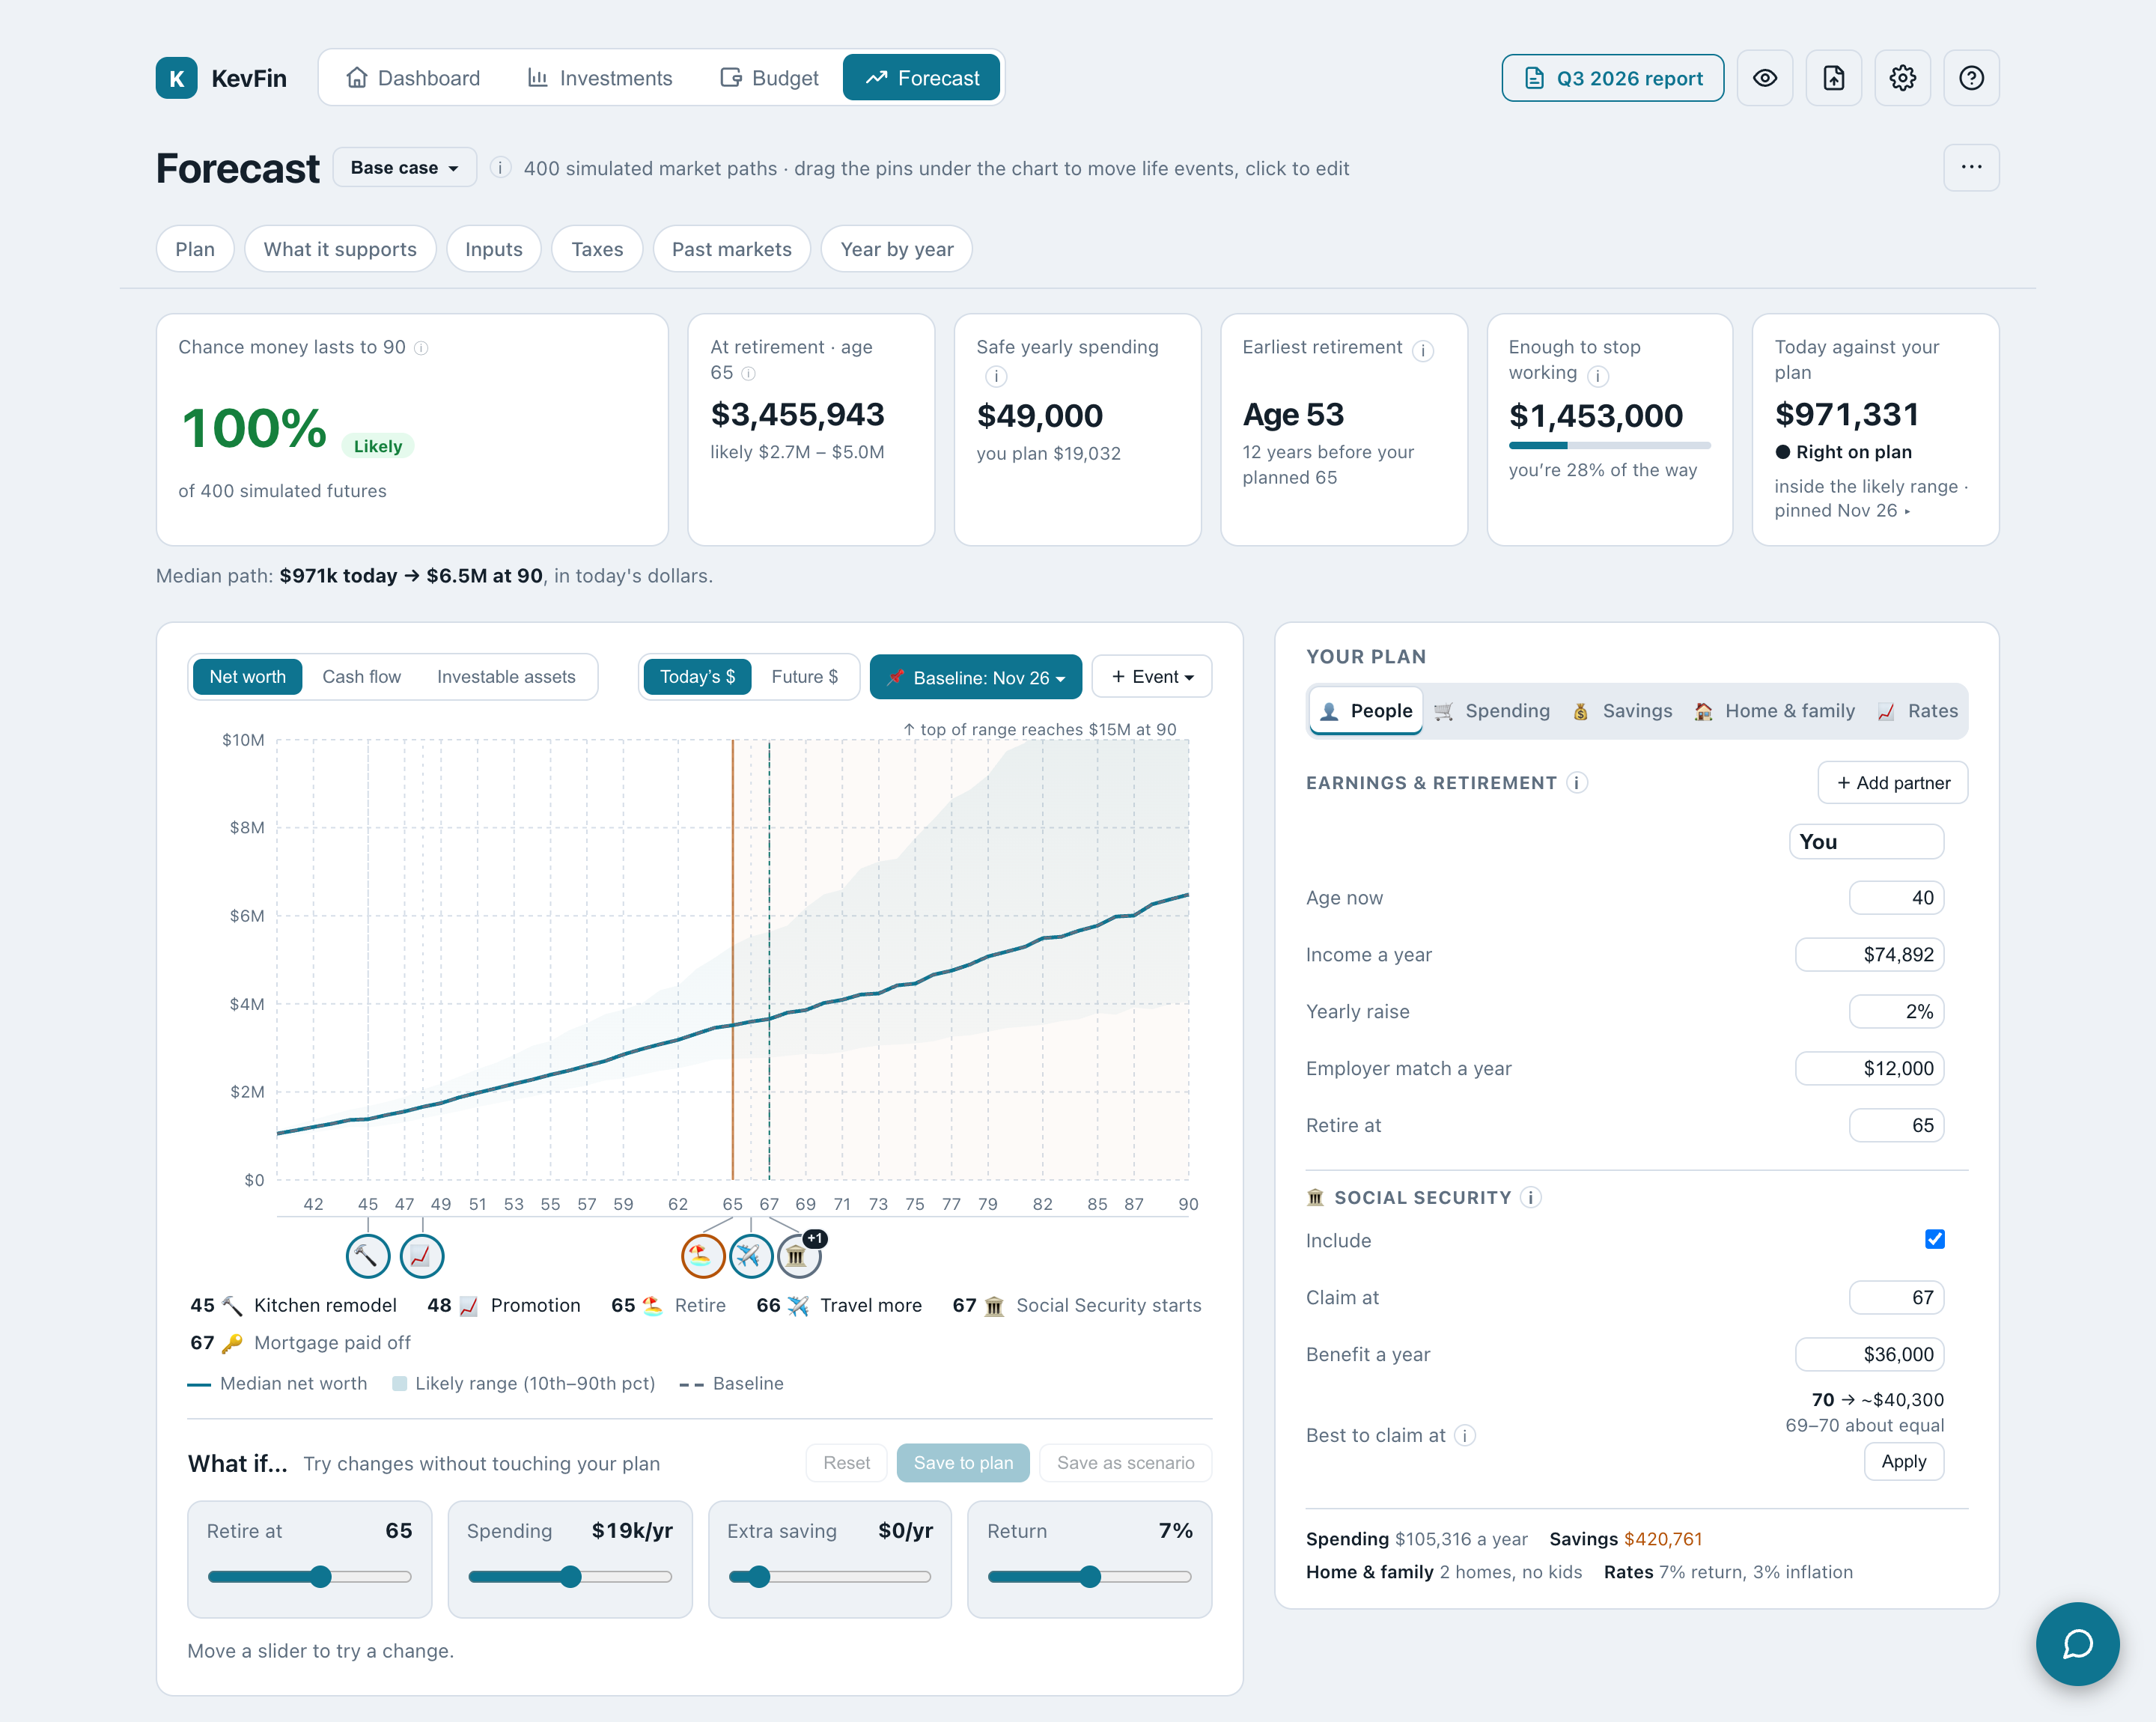 K KevFin Dashboard Investments Budget Forecast Q3 2026 report
Forecast Base case 400 simulated market paths · drag the pins under the chart to move life events, click to edit ...
Plan What it supports Inputs Taxes Past markets Year by year
Chance money lasts to 90
100% Likely
of 400 simulated futures
At retirement · age
65
$3,455,943
likely $2.7M – $5.0M
Safe yearly spending
$49,000
you plan $19,032
Earliest retirement
Age 53
12 years before your
planned 65
Enough to stop
working
$1,453,000
you’re 28% of the way
Today against your
plan
$971,331
Right on plan
inside the likely range ·
pinned Nov 26 ▸
Median path: $971k today → $6.5M at 90, in today's dollars.
Net worth Cash flow Investable assets Today’s $ Future $ Baseline: Nov 26 + Event
↑ top of range reaches $15M at 90
$10M
$8M
$6M
$4M
$2M
$0
42 45 47 49 51 53 55 57 59 62 65 67 69 71 73 75 77 79 82 85 87 90
+1
45 Kitchen remodel 48 Promotion 65 Retire 66 Travel more 67 Social Security starts
67 Mortgage paid off
Median net worth Likely range (10th–90th pct) Baseline
What if... Try changes without touching your plan Reset Save to plan Save as scenario
Retire at 65 Spending $19k/yr Extra saving $0/yr Return 7%
Move a slider to try a change.
YOUR PLAN
People Spending Savings Home & family Rates
EARNINGS & RETIREMENT + Add partner
You
Age now 40
Income a year $74,892
Yearly raise 2%
Employer match a year $12,000
Retire at 65
SOCIAL SECURITY
Include
Claim at 67
Benefit a year $36,000
70 → ~$40,300
69–70 about equal
Best to claim at
Apply
Spending $105,316 a year Savings $420,761
Home & family 2 homes, no kids Rates 7% return, 3% inflation